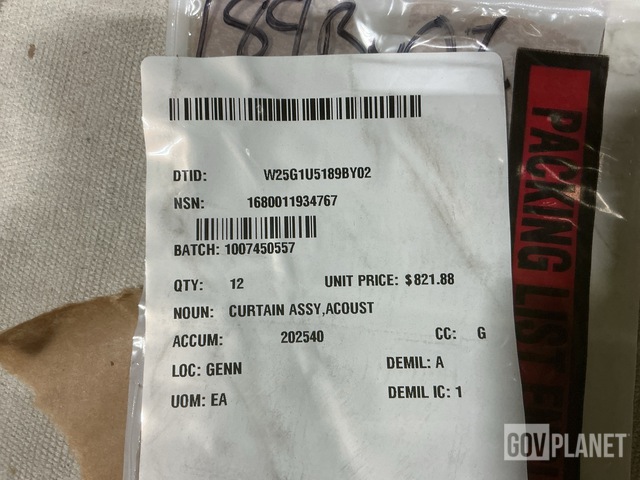 189BY02
DTID: W25G1U5189BY02
NSN: 1680011934767
BATCH: 1007450557
QTY: 12 UNIT PRICE: $821.88
NOUN: CURTAIN ASSY,ACOUST
ACCUM: 202540 CC: G
LOC: GENN DEMIL: A
UOM: EA DEMIL IC: 1
PACKING LIST
GOVPLANET